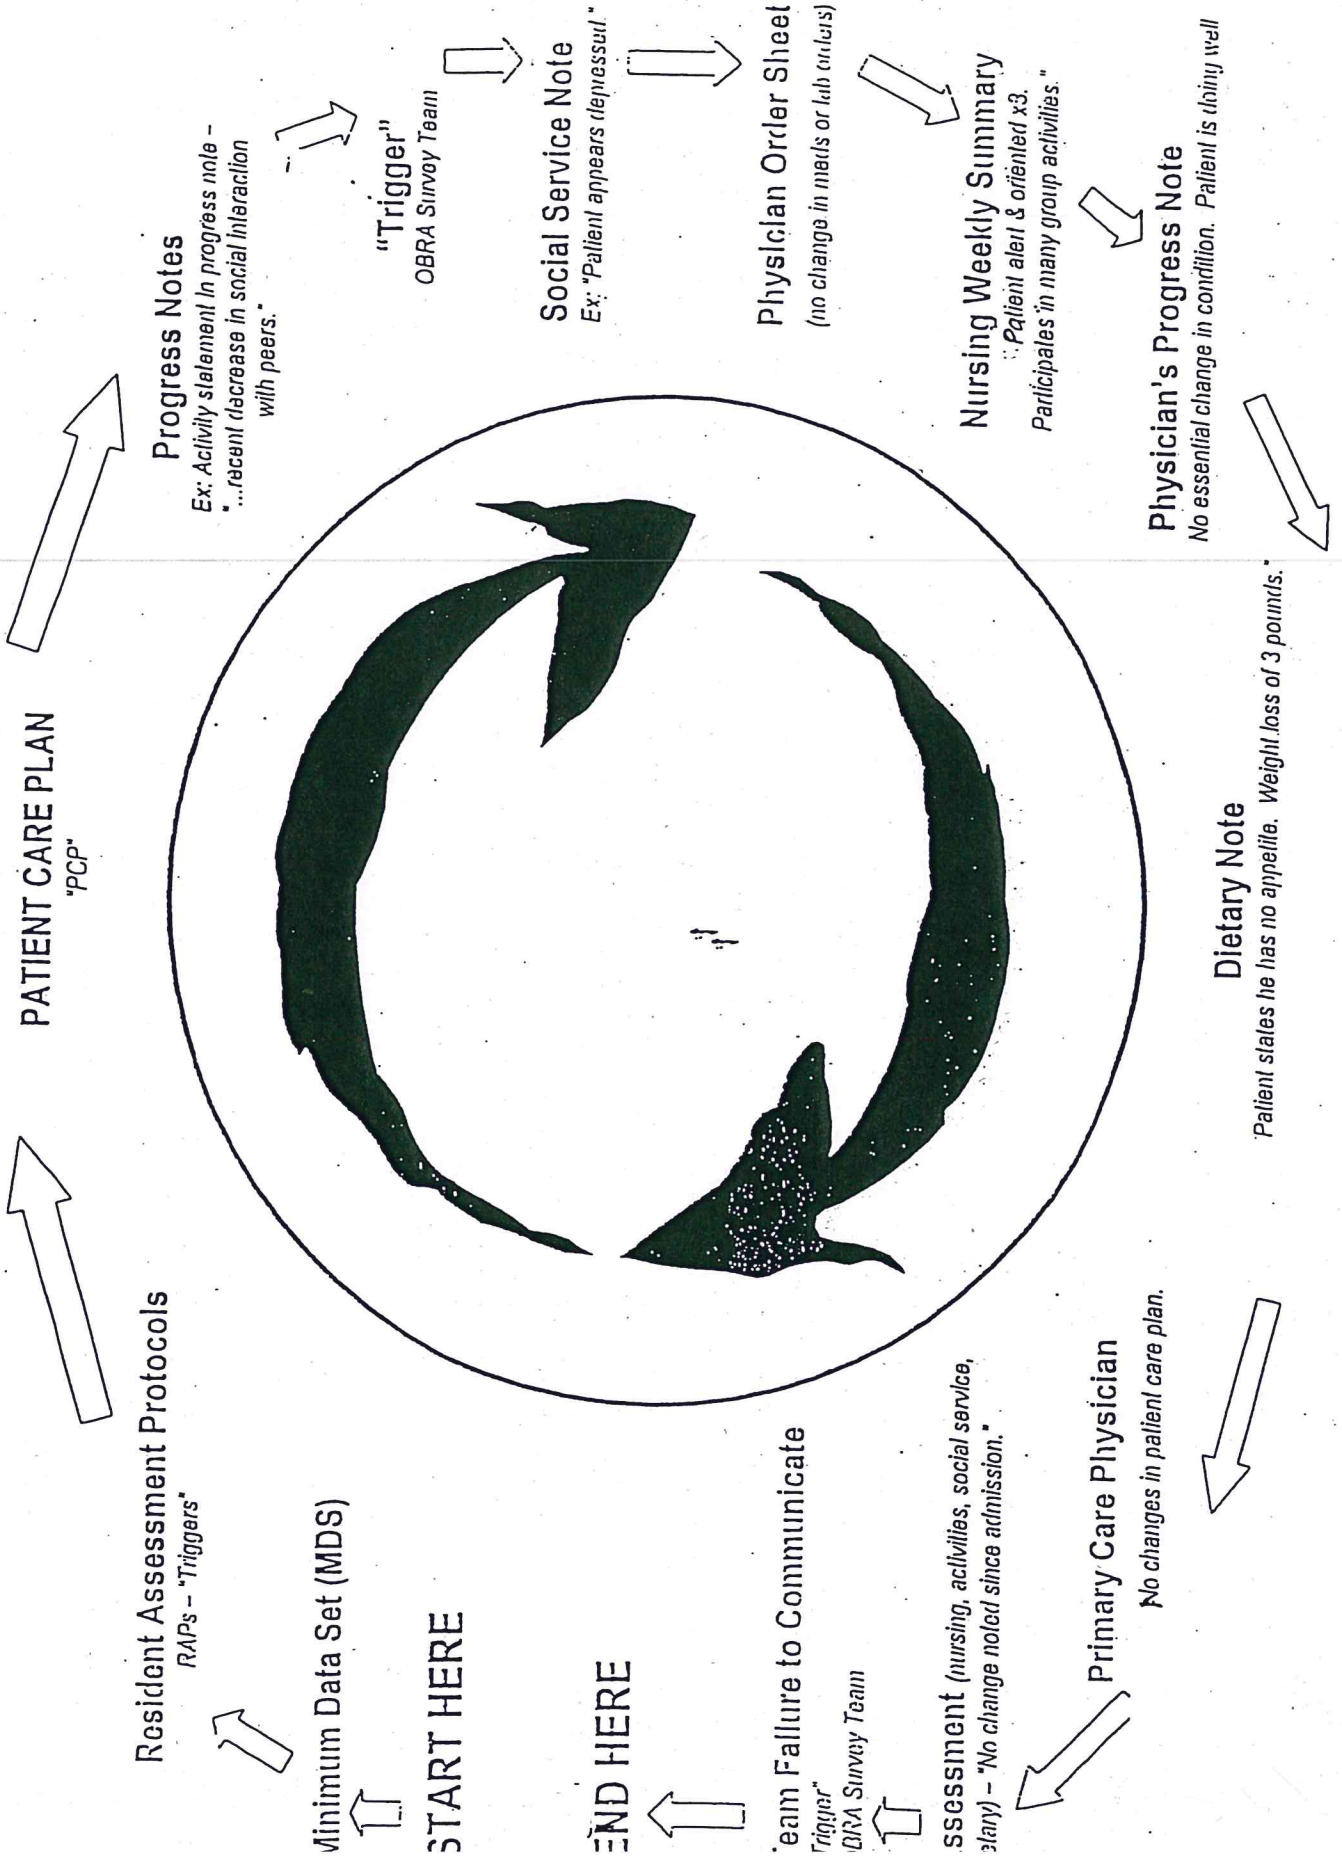 START HERE
Minimum Data Set (MDS)
Resident Assessment Protocols
RAPs – "Triggers"
PATIENT CARE PLAN
"PCP"
Progress Notes
Ex: Activity statement in progress note –
"...recent decrease in social interaction
with peers."
"Trigger"
OBRA Survey Team
Social Service Note
Ex: "Patient appears depressed."
Physician Order Sheet
(no change in meds or lab orders)
Nursing Weekly Summary
"Patient alert & oriented x3.
Participates in many group activities."
Physician's Progress Note
No essential change in condition. Patient is doing well
Dietary Note
"Patient states he has no appetite. Weight loss of 3 pounds."
Primary Care Physician
No changes in patient care plan.
ssessment (nursing, activities, social service,
etary) – "No change noted since admission."
eam Failure to Communicate
Trigger"
OBRA Survey Team
END HERE